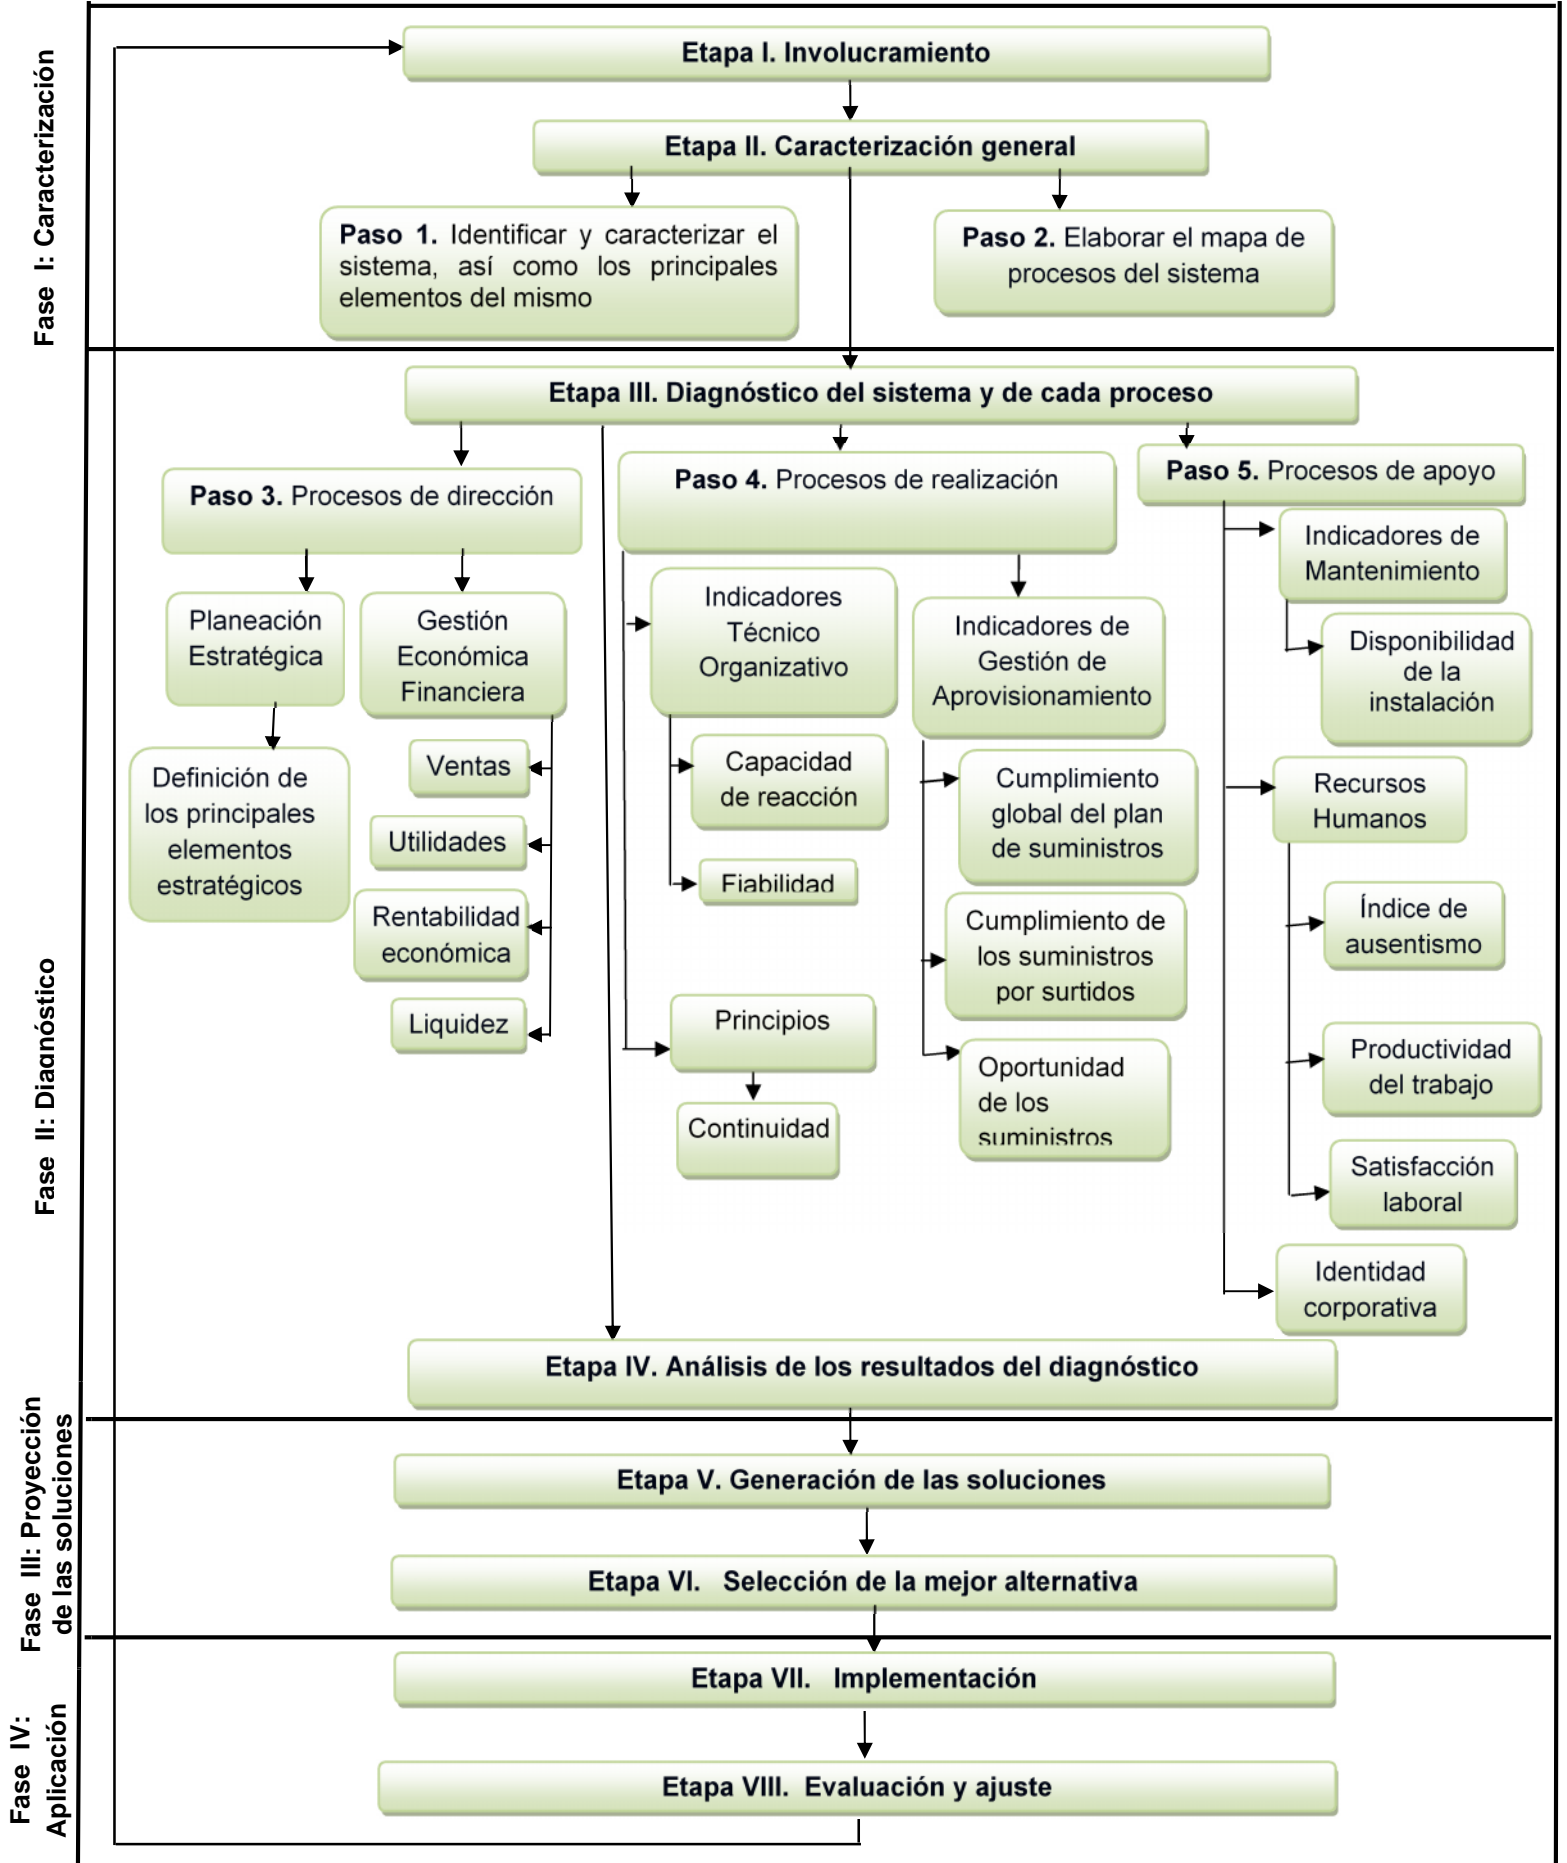 Fase I: Caracterización
Etapa I. Involucramiento
Etapa II. Caracterización general
Paso 1. Identificar y caracterizar el
sistema, así como los principales
elementos del mismo
Paso 2. Elaborar el mapa de
procesos del sistema
Fase II: Diagnóstico
Etapa III. Diagnóstico del sistema y de cada proceso
Paso 3. Procesos de dirección
Planeación
Estratégica
Definición de
los principales
elementos
estratégicos
Gestión
Económica
Financiera
Ventas
Utilidades
Rentabilidad
económica
Liquidez
Paso 4. Procesos de realización
Indicadores
Técnico
Organizativo
Capacidad
de reacción
Fiabilidad
Principios
Continuidad
Indicadores de
Gestión de
Aprovisionamiento
Cumplimiento
global del plan
de suministros
Cumplimiento de
los suministros
por surtidos
Oportunidad
de los
suministros
Paso 5. Procesos de apoyo
Indicadores de
Mantenimiento
Disponibilidad
de la
instalación
Recursos
Humanos
Índice de
ausentismo
Productividad
del trabajo
Satisfacción
laboral
Identidad
corporativa
Etapa IV. Análisis de los resultados del diagnóstico
Fase III: Proyección
de las soluciones
Etapa V. Generación de las soluciones
Etapa VI. Selección de la mejor alternativa
Fase IV:
Aplicación
Etapa VII. Implementación
Etapa VIII. Evaluación y ajuste